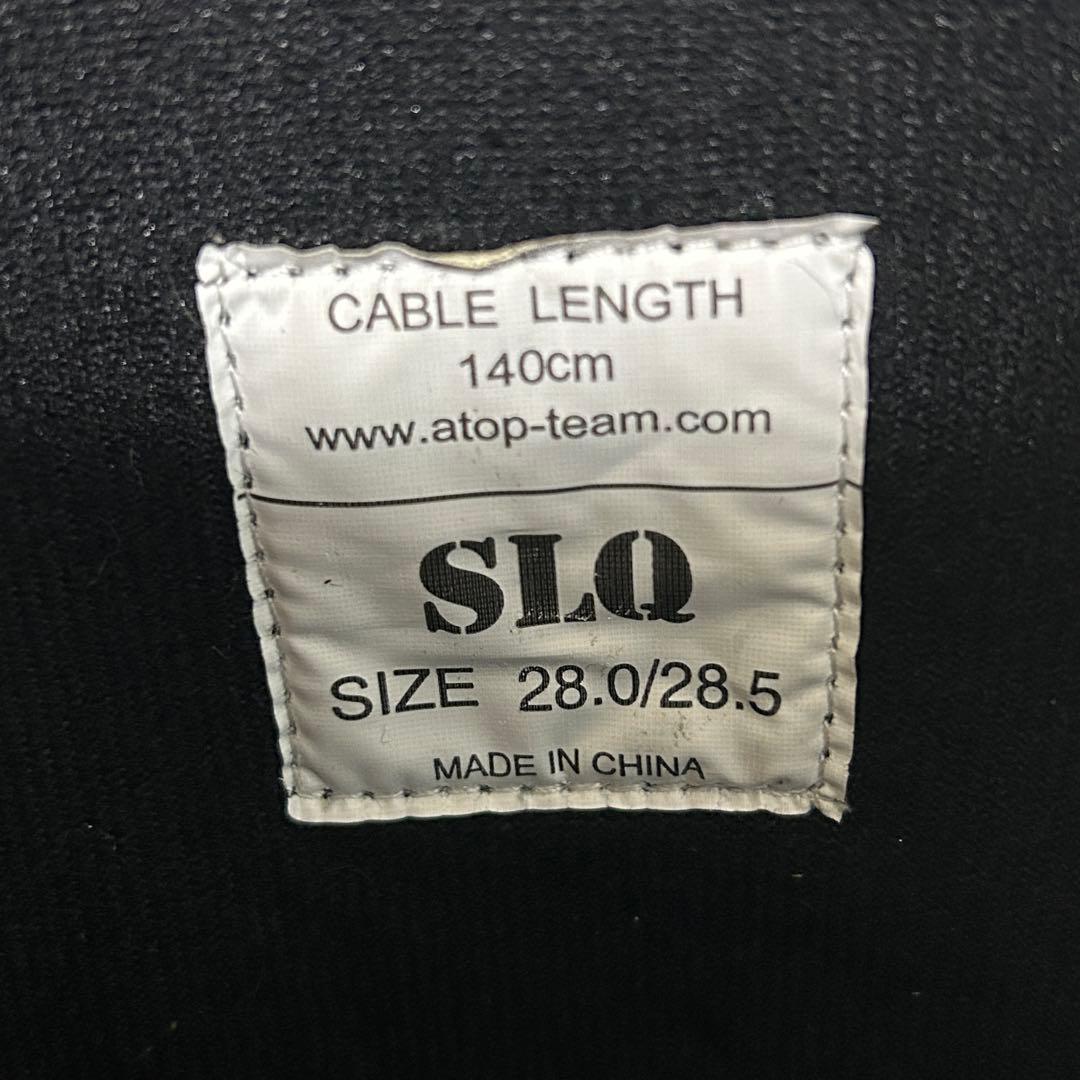 CABLE LENGTH
140cm
www.atop-team.com
SLQ
SIZE 28.0/28.5
MADE IN CHINA